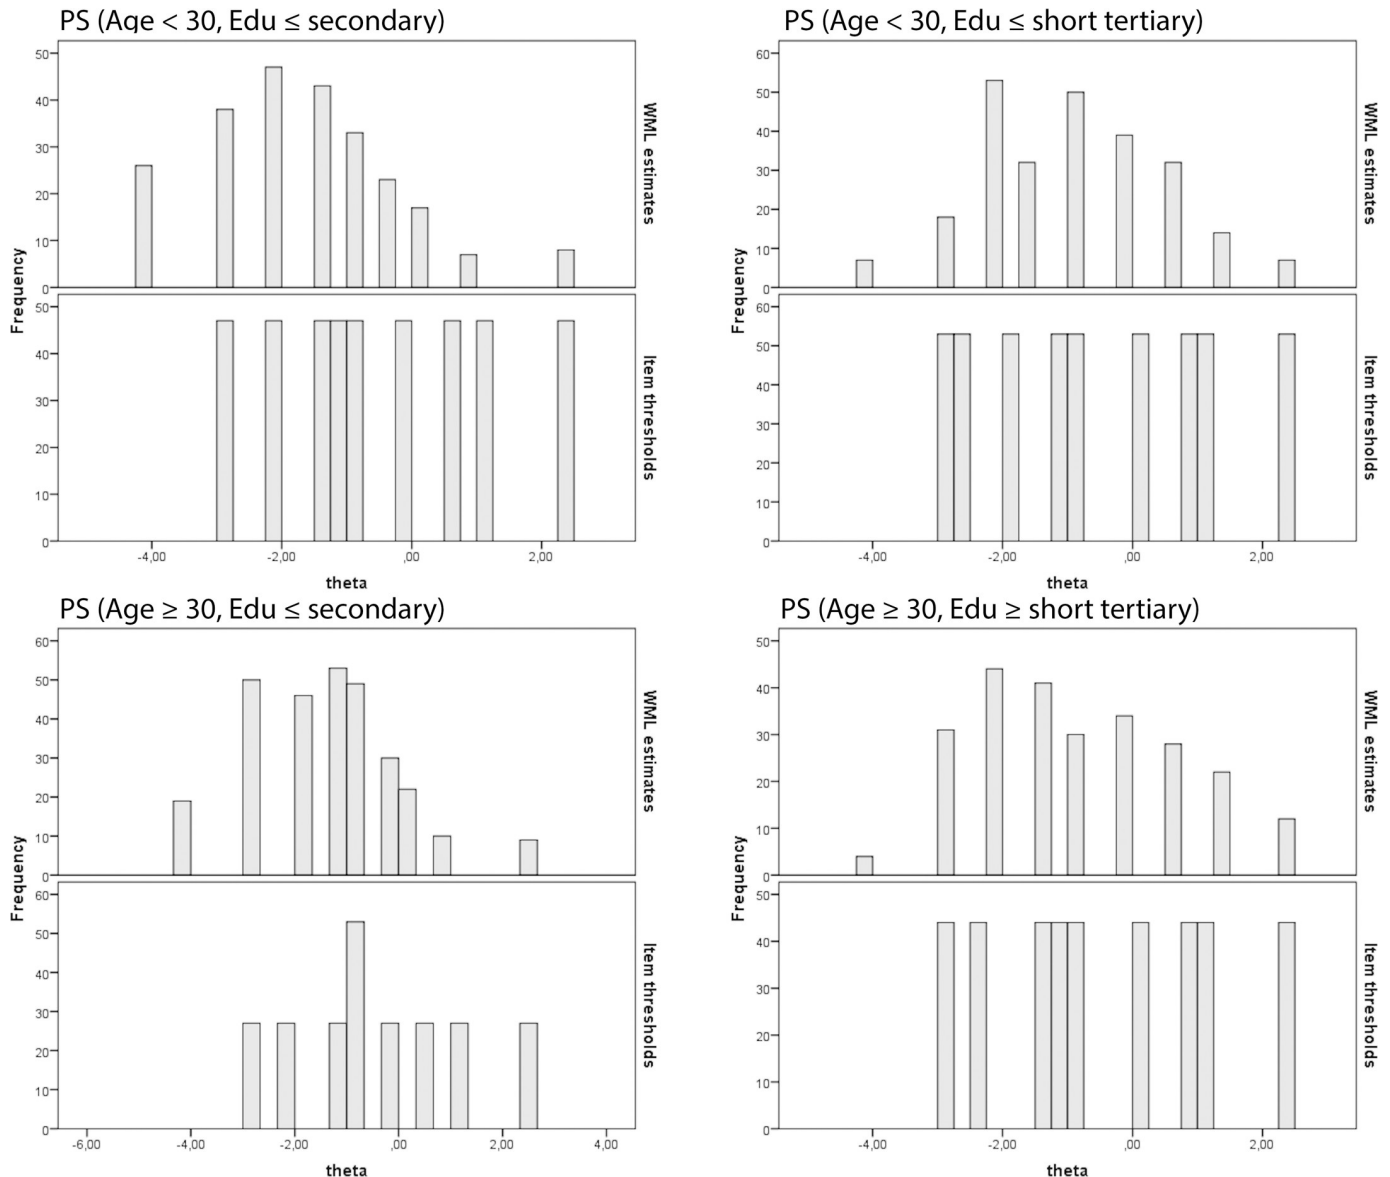 PS (Age < 30, Edu ≤ secondary)
50
40
30
20
10
0
WML estimates
Frequency
50
40
30
20
10
0
Item thresholds
-4,00 -2,00 ,00 2,00
theta
PS (Age < 30, Edu ≤ short tertiary)
60
50
40
30
20
10
0
WML estimates
Frequency
60
50
40
30
20
10
0
Item thresholds
-4,00 -2,00 ,00 2,00
theta
PS (Age ≥ 30, Edu ≤ secondary)
60
50
40
30
20
10
0
WML estimates
Frequency
60
50
40
30
20
10
0
Item thresholds
-6,00 -4,00 -2,00 ,00 2,00 4,00
theta
PS (Age ≥ 30, Edu ≥ short tertiary)
50
40
30
20
10
0
WML estimates
Frequency
50
40
30
20
10
0
Item thresholds
-4,00 -2,00 ,00 2,00
theta